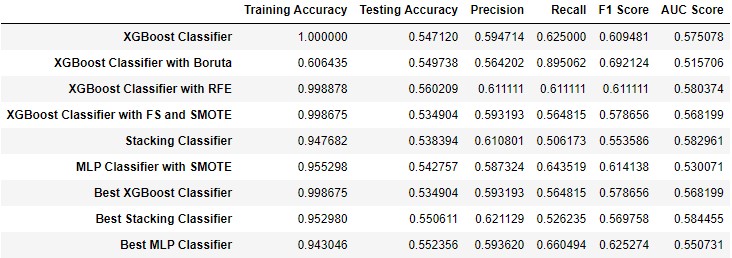 Training Accuracy Testing Accuracy Precision Recall F1 Score AUC Score
XGBoost Classifier 1.000000 0.547120 0.594714 0.625000 0.609481 0.575078
XGBoost Classifier with Boruta 0.606435 0.549738 0.564202 0.895062 0.692124 0.515706
XGBoost Classifier with RFE 0.998878 0.560209 0.611111 0.611111 0.611111 0.580374
XGBoost Classifier with FS and SMOTE 0.998675 0.534904 0.593193 0.564815 0.578656 0.568199
Stacking Classifier 0.947682 0.538394 0.610801 0.506173 0.553586 0.582961
MLP Classifier with SMOTE 0.955298 0.542757 0.587324 0.643519 0.614138 0.530071
Best XGBoost Classifier 0.998675 0.534904 0.593193 0.564815 0.578656 0.568199
Best Stacking Classifier 0.952980 0.550611 0.621129 0.526235 0.569758 0.584455
Best MLP Classifier 0.943046 0.552356 0.593620 0.660494 0.625274 0.550731